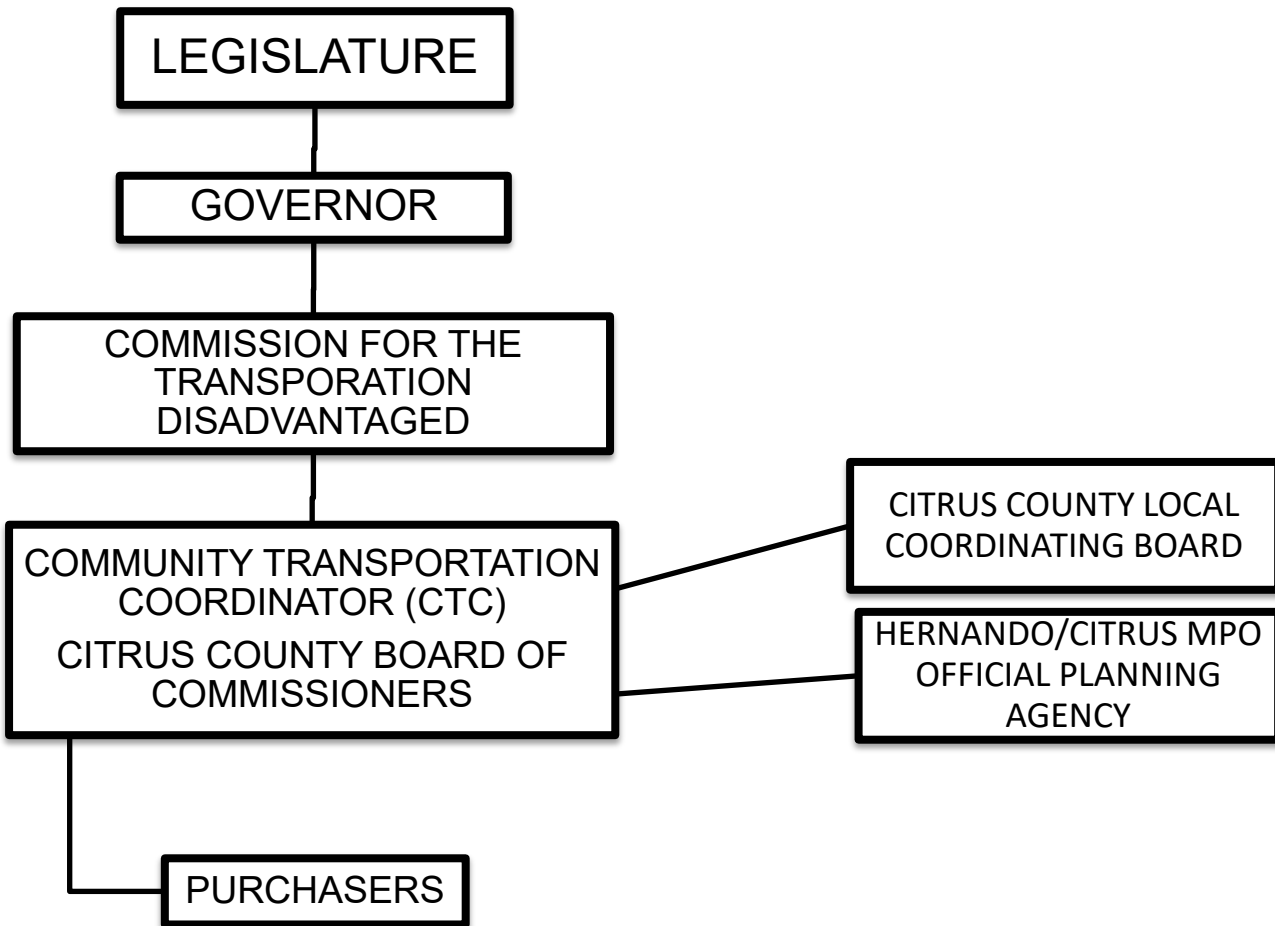 LEGISLATURE
GOVERNOR
COMMISSION FOR THE
TRANSPORATION
DISADVANTAGED
COMMUNITY TRANSPORTATION
COORDINATOR (CTC)
CITRUS COUNTY BOARD OF
COMMISSIONERS
CITRUS COUNTY LOCAL
COORDINATING BOARD
HERNANDO/CITRUS MPO
OFFICIAL PLANNING
AGENCY
PURCHASERS